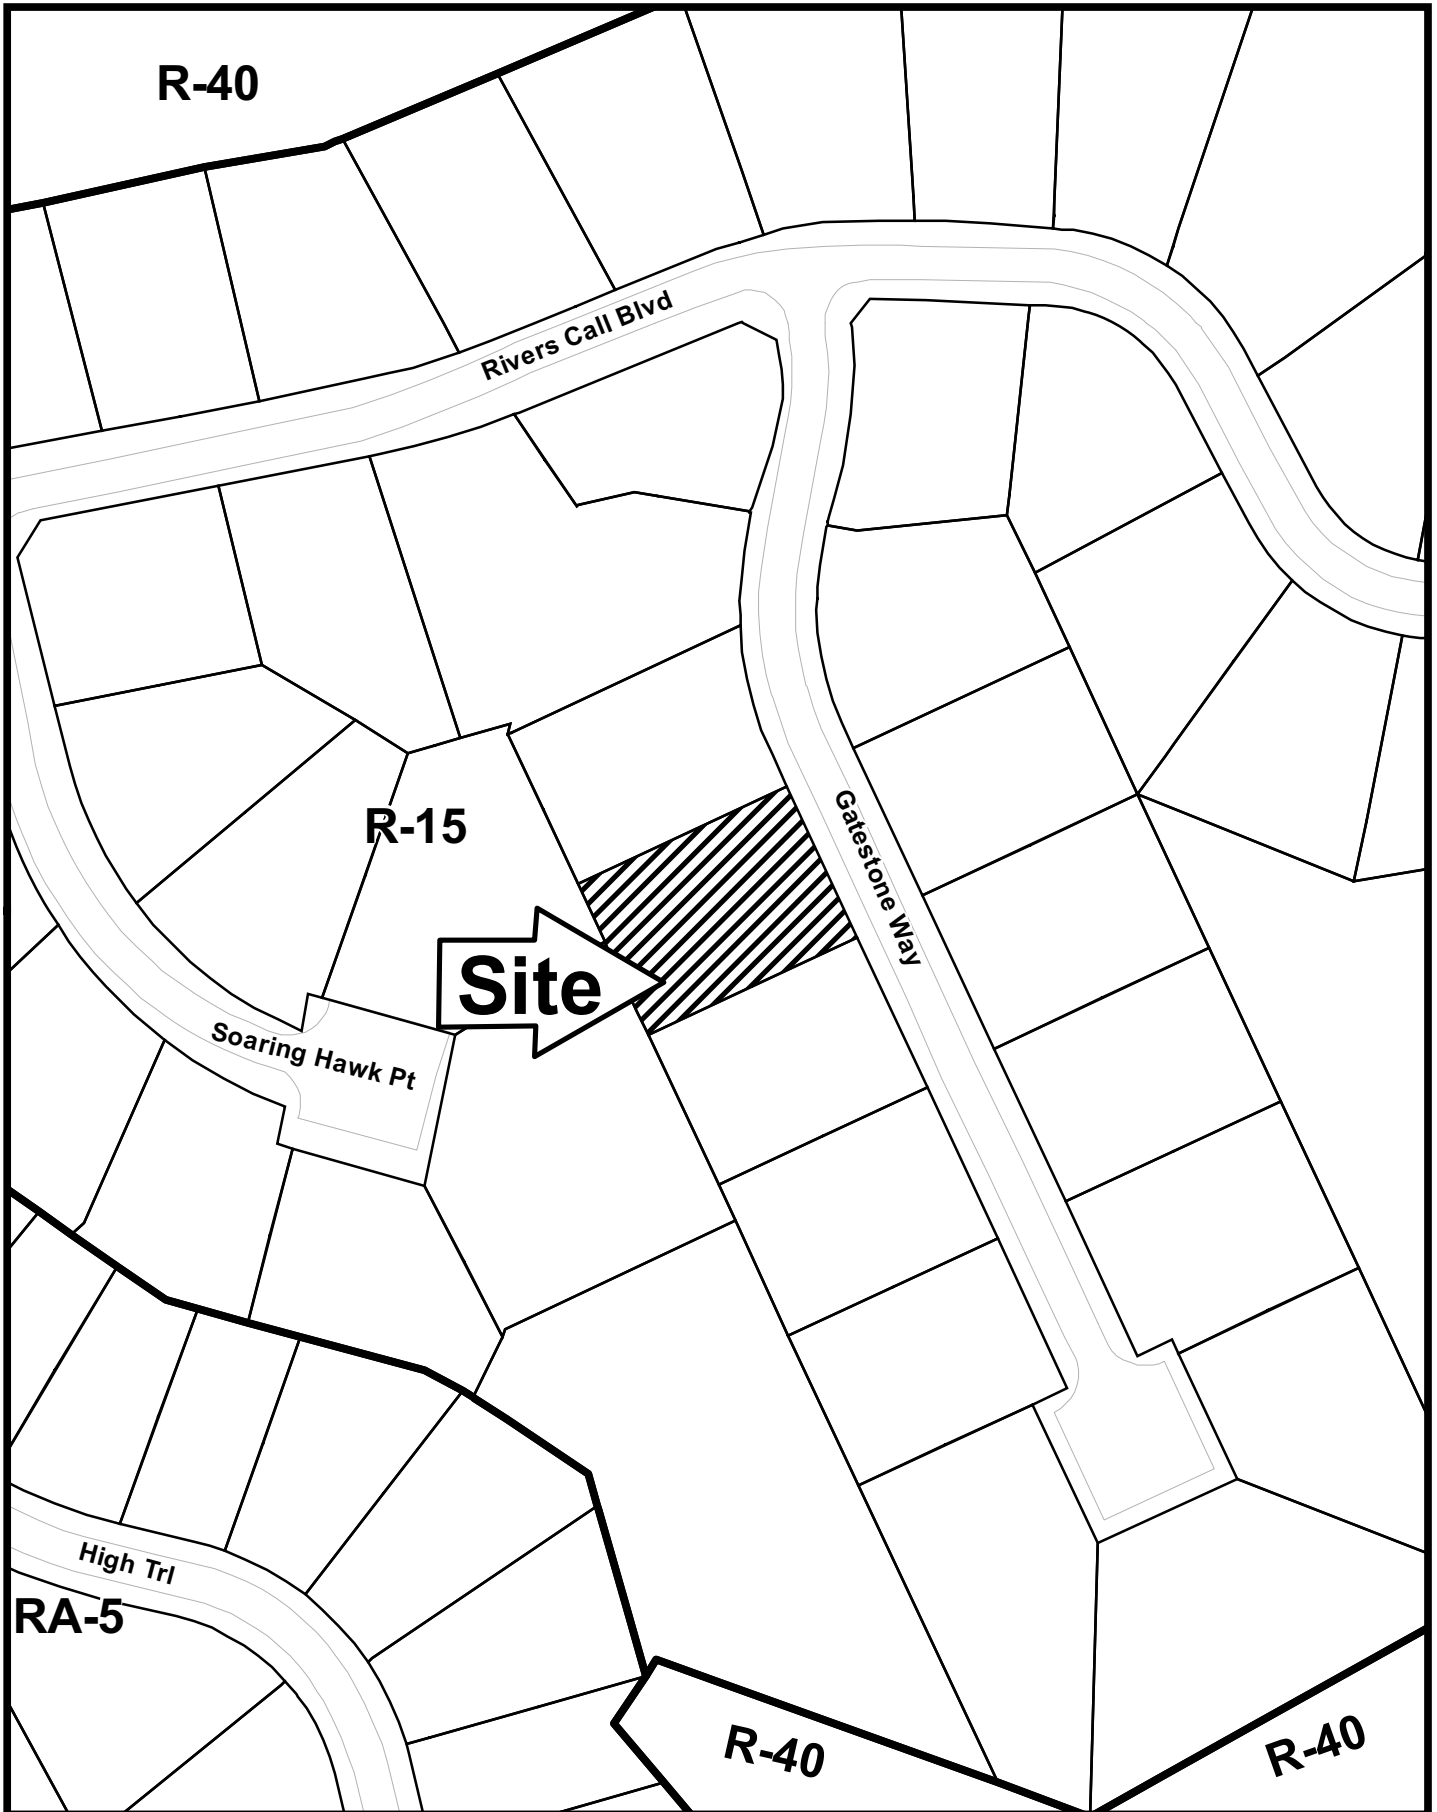 R-40
Rivers Call Blvd
R-15
Gatestone Way
Site
Soaring Hawk Pt
High Trl
RA-5
R-40
R-40